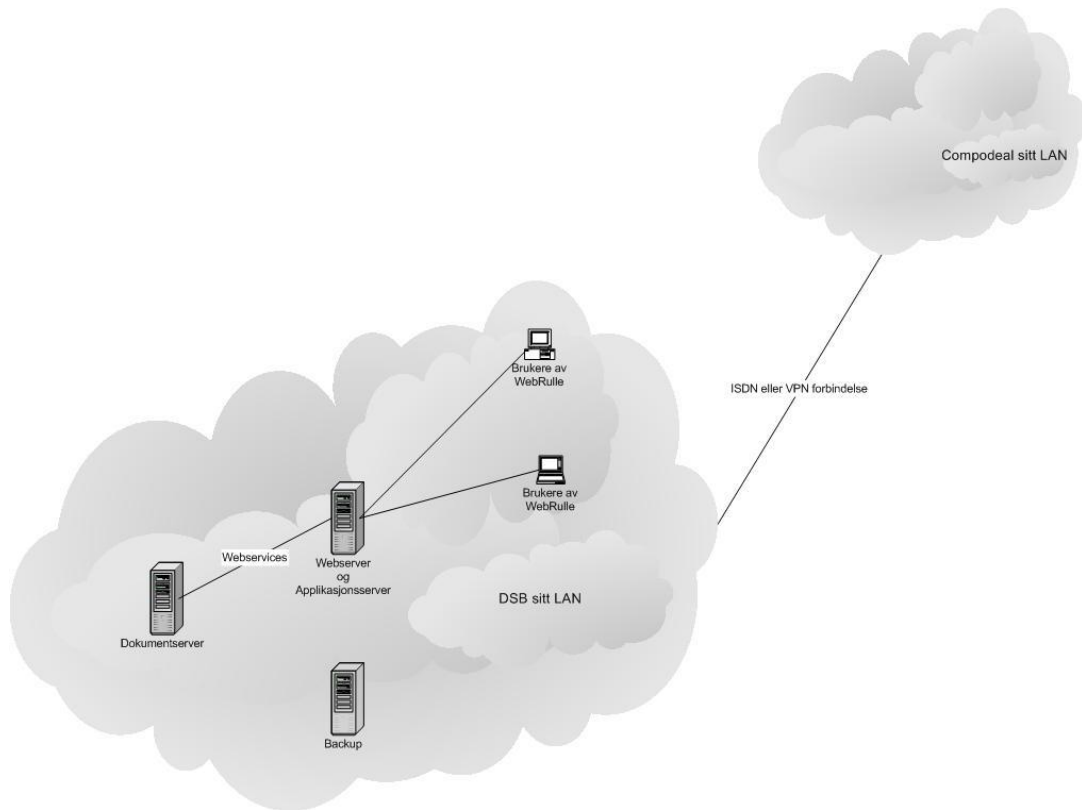 Compodeal sitt LAN
Brukere av
WebRulle
ISDN eller VPN forbindelse
Brukere av
WebRulle
Webservices
Webserver
og
Applikasjonsserver
DSB sitt LAN
Dokumentserver
Backup